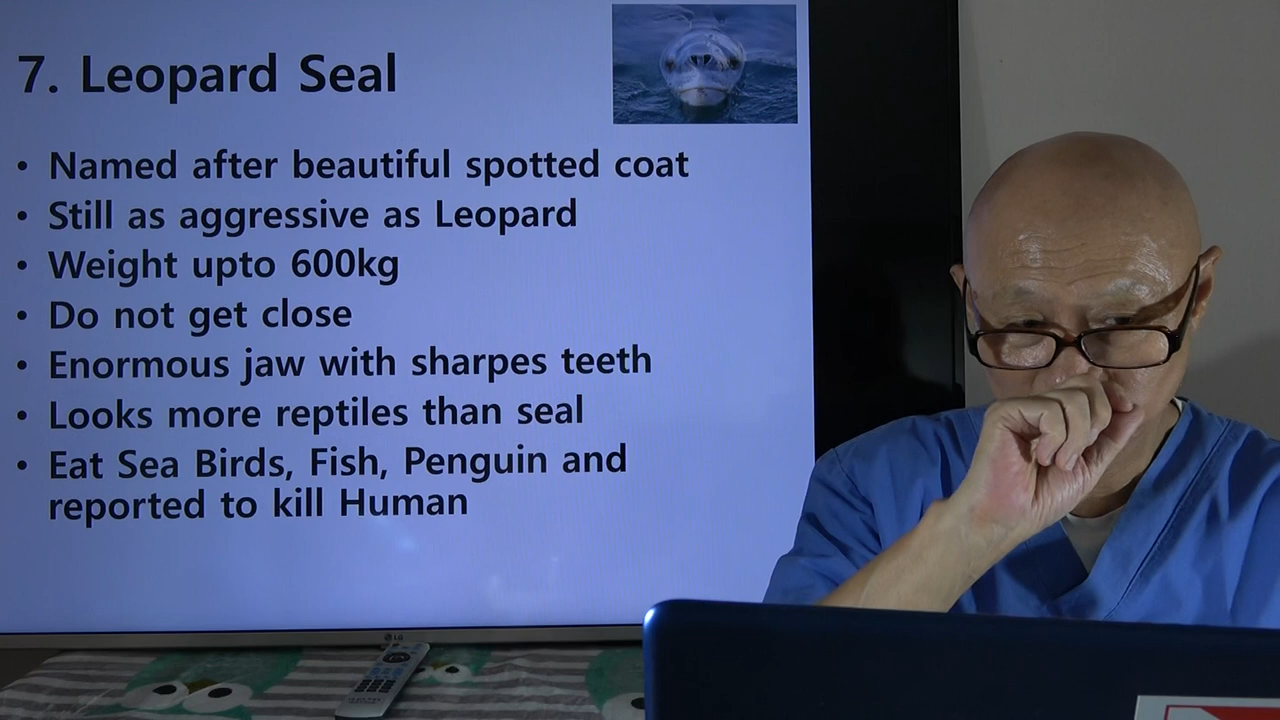 7. Leopard Seal
• Named after beautiful spotted coat
• Still as aggressive as Leopard
• Weight upto 600kg
• Do not get close
• Enormous jaw with sharpes teeth
• Looks more reptiles than seal
• Eat Sea Birds, Fish, Penguin and
reported to kill Human
LG